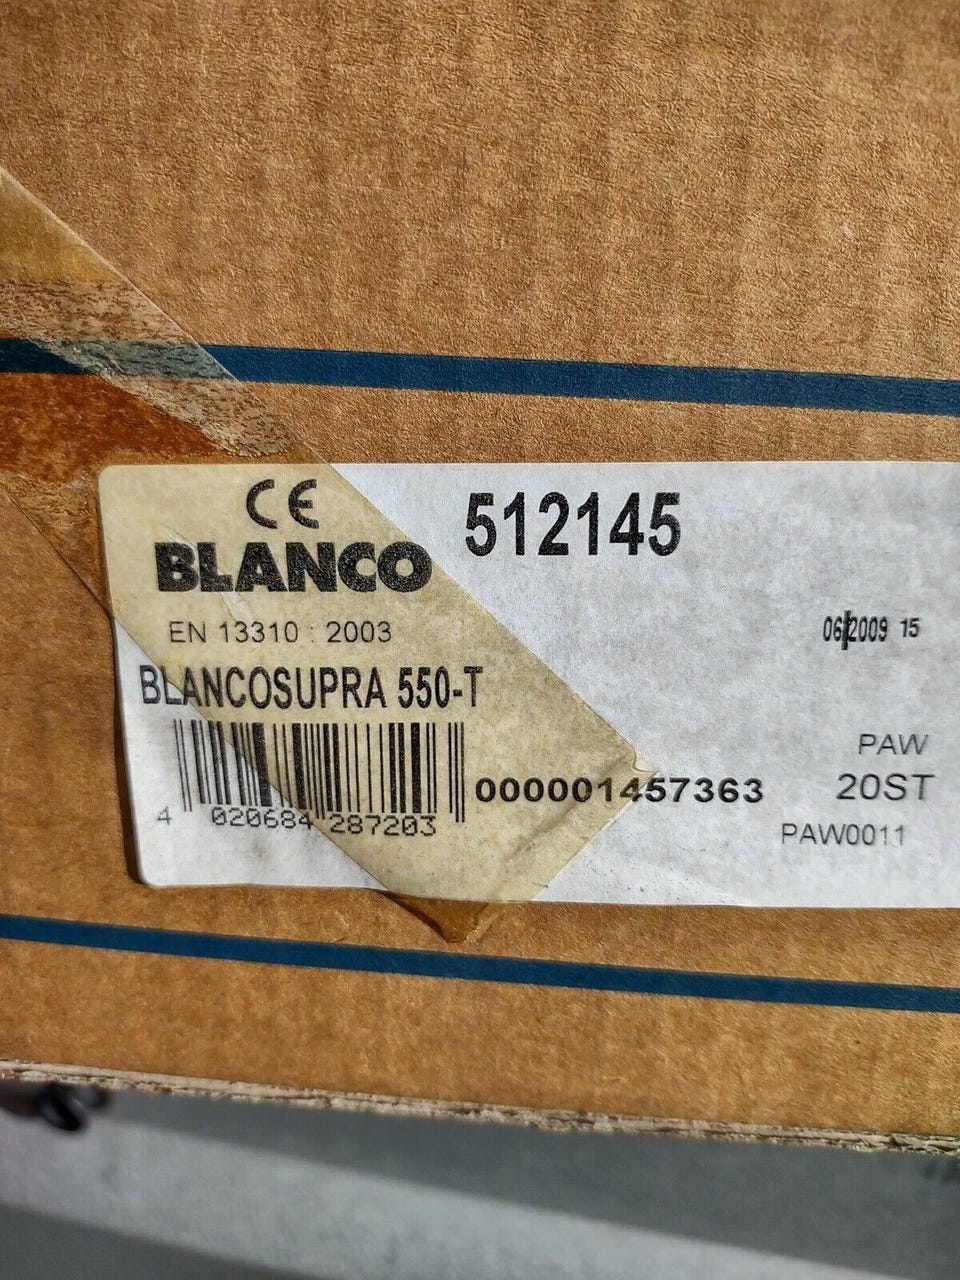 CE
512145
BLANCO
EN 13310 : 2003
06/2009 15
BLANCOSUPRA 550-T
PAW
000001457363
20ST
4 020684 287203
PAW0011